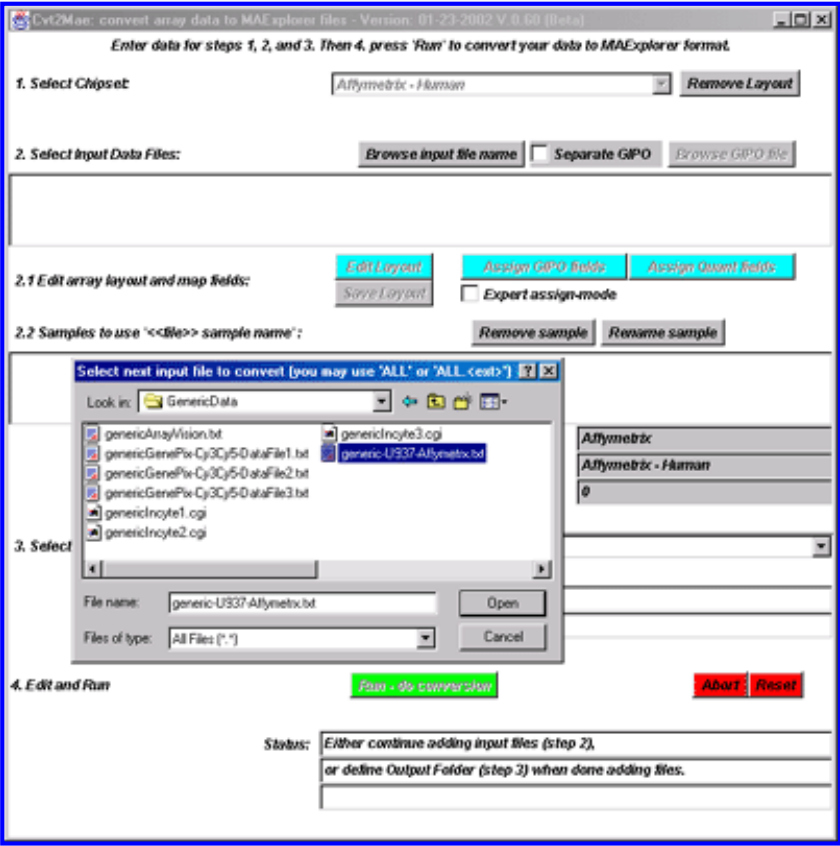 Cvt2Mae: convert array data to MAExplorer files - Version: 01-23-2002 V.0.60 (Beta)
Enter data for steps 1, 2, and 3. Then 4, press 'Run' to convert your data to MAExplorer format.
1. Select Chipset: Affymetrix - Human Remove Layout
2. Select Input Data Files: Browse input file name Separate GIPO Browse GIPO file
Edit Layout Assign GIPO fields Assign Quant fields
2.1 Edit array layout and map fields:
Save Layout Expert assign-mode
2.2 Samples to use '<<file>> sample name': Remove sample Rename sample
Select next input file to convert (you may use 'ALL' or 'ALL.<ext>')
Look in: GenericData
genericArrayVision.txt genericIncyte3.cgi
genericGenePix-Cy3Cy5-DataFile1.txt generic-U937-Affymetrix.txt
genericGenePix-Cy3Cy5-DataFile2.txt
genericGenePix-Cy3Cy5-DataFile3.txt
genericIncyte1.cgi
genericIncyte2.cgi
Affymetrix
Affymetrix - Human
0
3. Select
File name: generic-U937-Affymetrix.txt Open
Files of type: All Files (*.*) Cancel
4. Edit and Run Run - do conversion Abort Reset
Status: Either continue adding input files (step 2),
or define Output Folder (step 3) when done adding files.